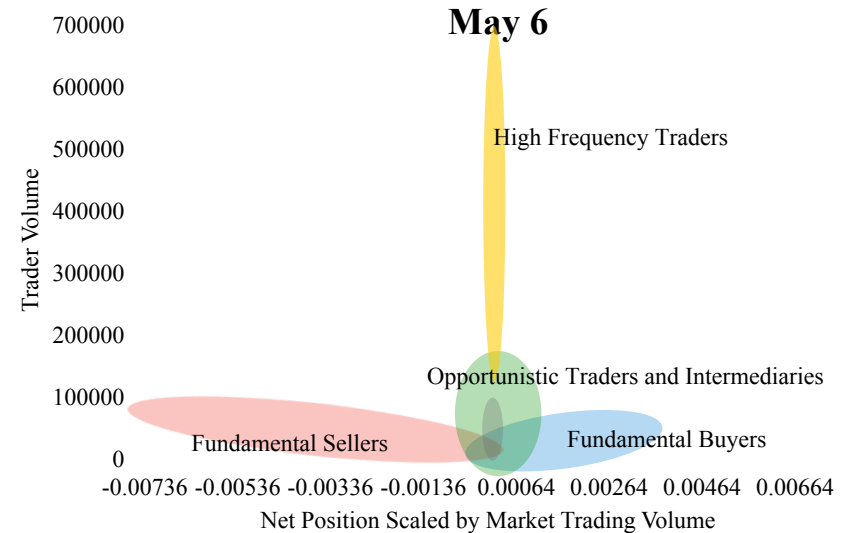 May 6
700000
600000
500000
400000
300000
200000
100000
0
Trader Volume
High Frequency Traders
Opportunistic Traders and Intermediaries
Fundamental Sellers
Fundamental Buyers
-0.00736 -0.00536 -0.00336 -0.00136 0.00064 0.00264 0.00464 0.00664
Net Position Scaled by Market Trading Volume